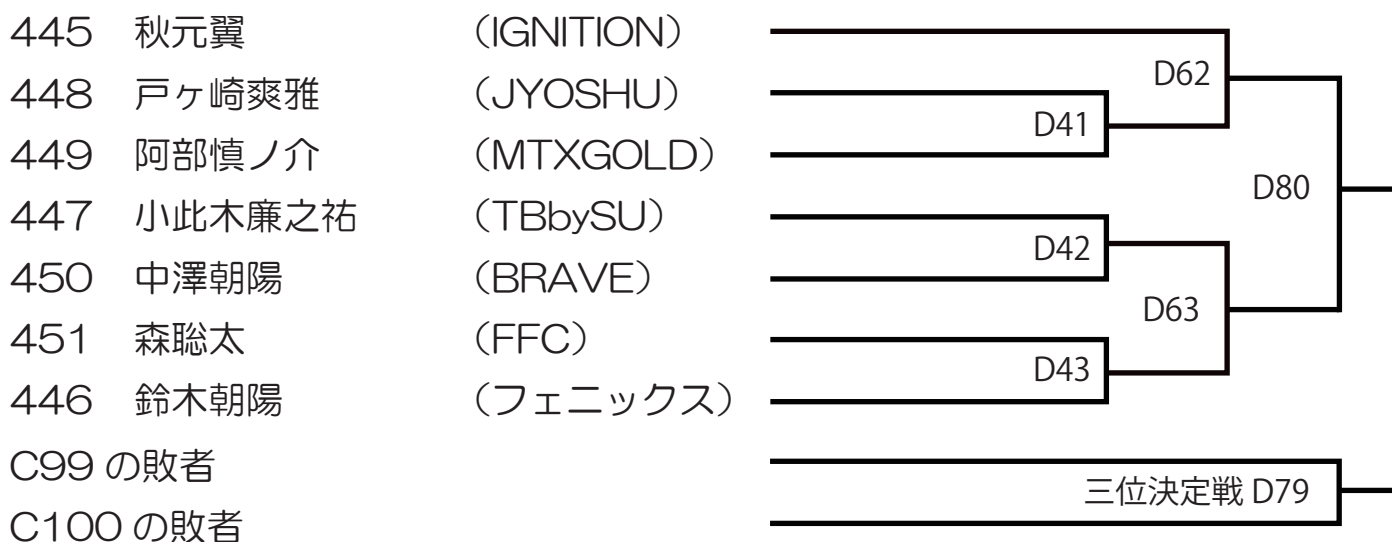 445 秋元翼 （IGNITION）
D62
448 戸ヶ崎爽雅 （JYOSHU）
D41
449 阿部慎ノ介 （MTXGOLD）
D80
447 小此木廉之祐 （TBbySU）
D42
450 中澤朝陽 （BRAVE）
D63
451 森聡太 （FFC）
D43
446 鈴木朝陽 （フェニックス）
C99 の敗者
三位決定戦 D79
C100 の敗者